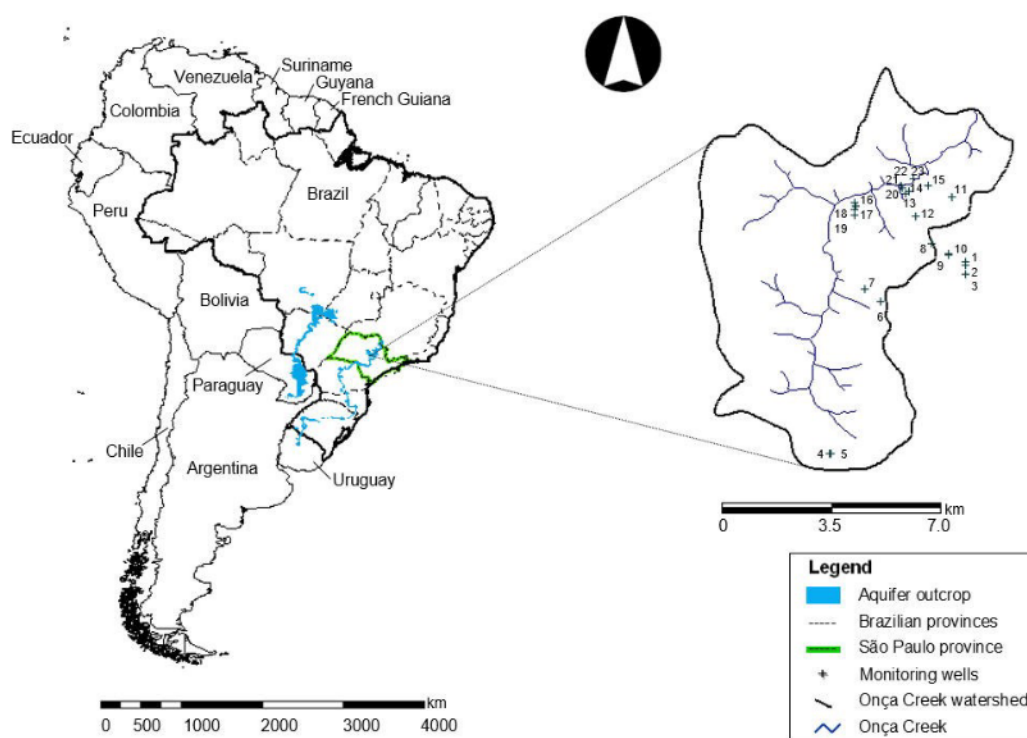 Suriname
Venezuela
Guyana
French Guiana
Colombia
Ecuador
Brazil
Peru
Bolivia
Paraguay
Chile
Argentina
Uruguay
km
0 500 1000 2000 3000 4000
22 23
21
15
20 14
13
11
16
18 17
12
19
8
10
9
1
2
3
7
6
4 5
km
0 3.5 7.0
Legend
Aquifer outcrop
Brazilian provinces
São Paulo province
Monitoring wells
Onça Creek watershed
Onça Creek